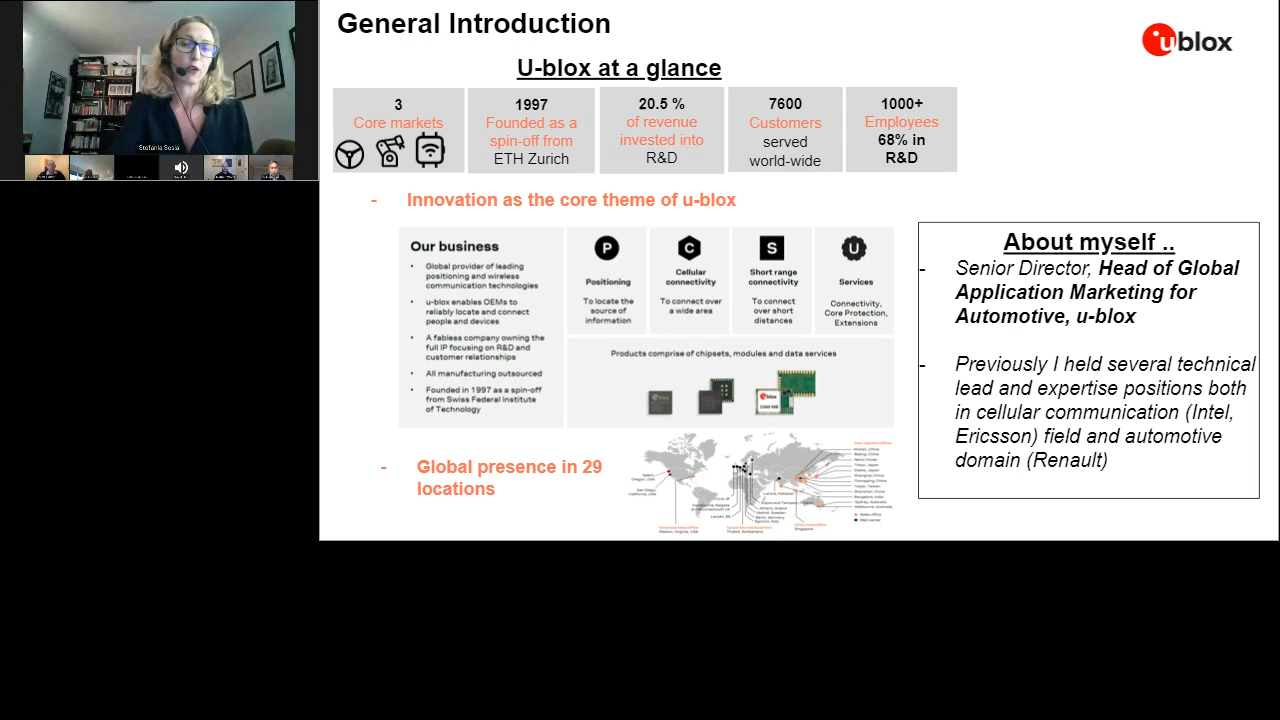 General Introduction
ublox
U-blox at a glance
3
Core markets
1997
Founded as a
spin-off from
ETH Zurich
20.5 %
of revenue
invested into
R&D
7600
Customers
served
world-wide
1000+
Employees
68% in
R&D
Stefania Sesia
- Innovation as the core theme of u-blox
Our business
• Global provider of leading
positioning and wireless
communication technologies
• u-blox enables OEMs to
reliably locate and connect
people and devices
• A fabless company owning the
full IP focusing on R&D and
customer relationships
• All manufacturing outsourced
• Founded in 1997 as a spin-off
from Swiss Federal Institute
of Technology
P
Positioning
To locate the
source of
information
C
Cellular
connectivity
To connect over
a wide area
S
Short range
connectivity
To connect
over short
distances
U
Services
Connectivity,
Core Protection,
Extensions
Products comprise of chipsets, modules and data services
ublox
CAM-M8
- Global presence in 29
locations
About myself ..
- Senior Director, Head of Global
Application Marketing for
Automotive, u-blox
- Previously I held several technical
lead and expertise positions both
in cellular communication (Intel,
Ericsson) field and automotive
domain (Renault)